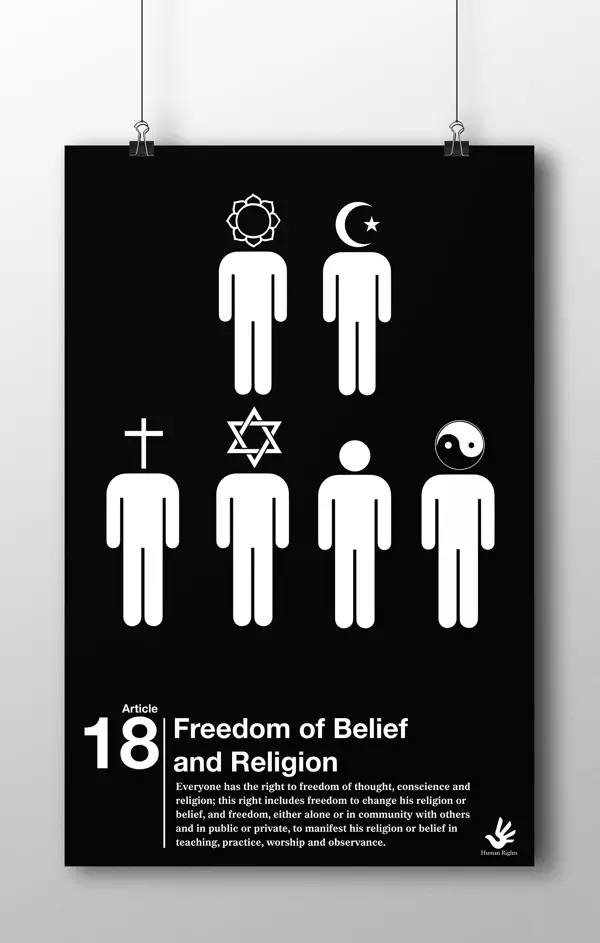 Article
18
Freedom of Belief
and Religion
Everyone has the right to freedom of thought, conscience and
religion; this right includes freedom to change his religion or
belief, and freedom, either alone or in community with others
and in public or private, to manifest his religion or belief in
teaching, practice, worship and observance.
Human Rights